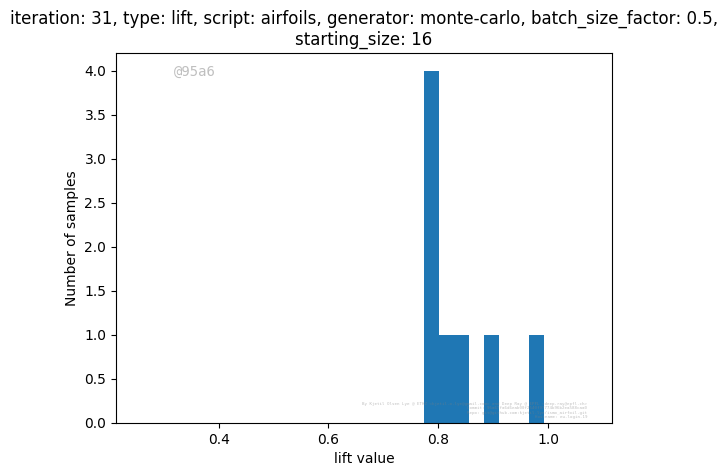 iteration: 31, type: lift, script: airfoils, generator: monte-carlo, batch_size_factor: 0.5,
starting_size: 16
@95a6
4.0
3.5
3.0
2.5
2.0
1.5
1.0
0.5
0.0
Number of samples
0.4
0.6
0.8
1.0
lift value